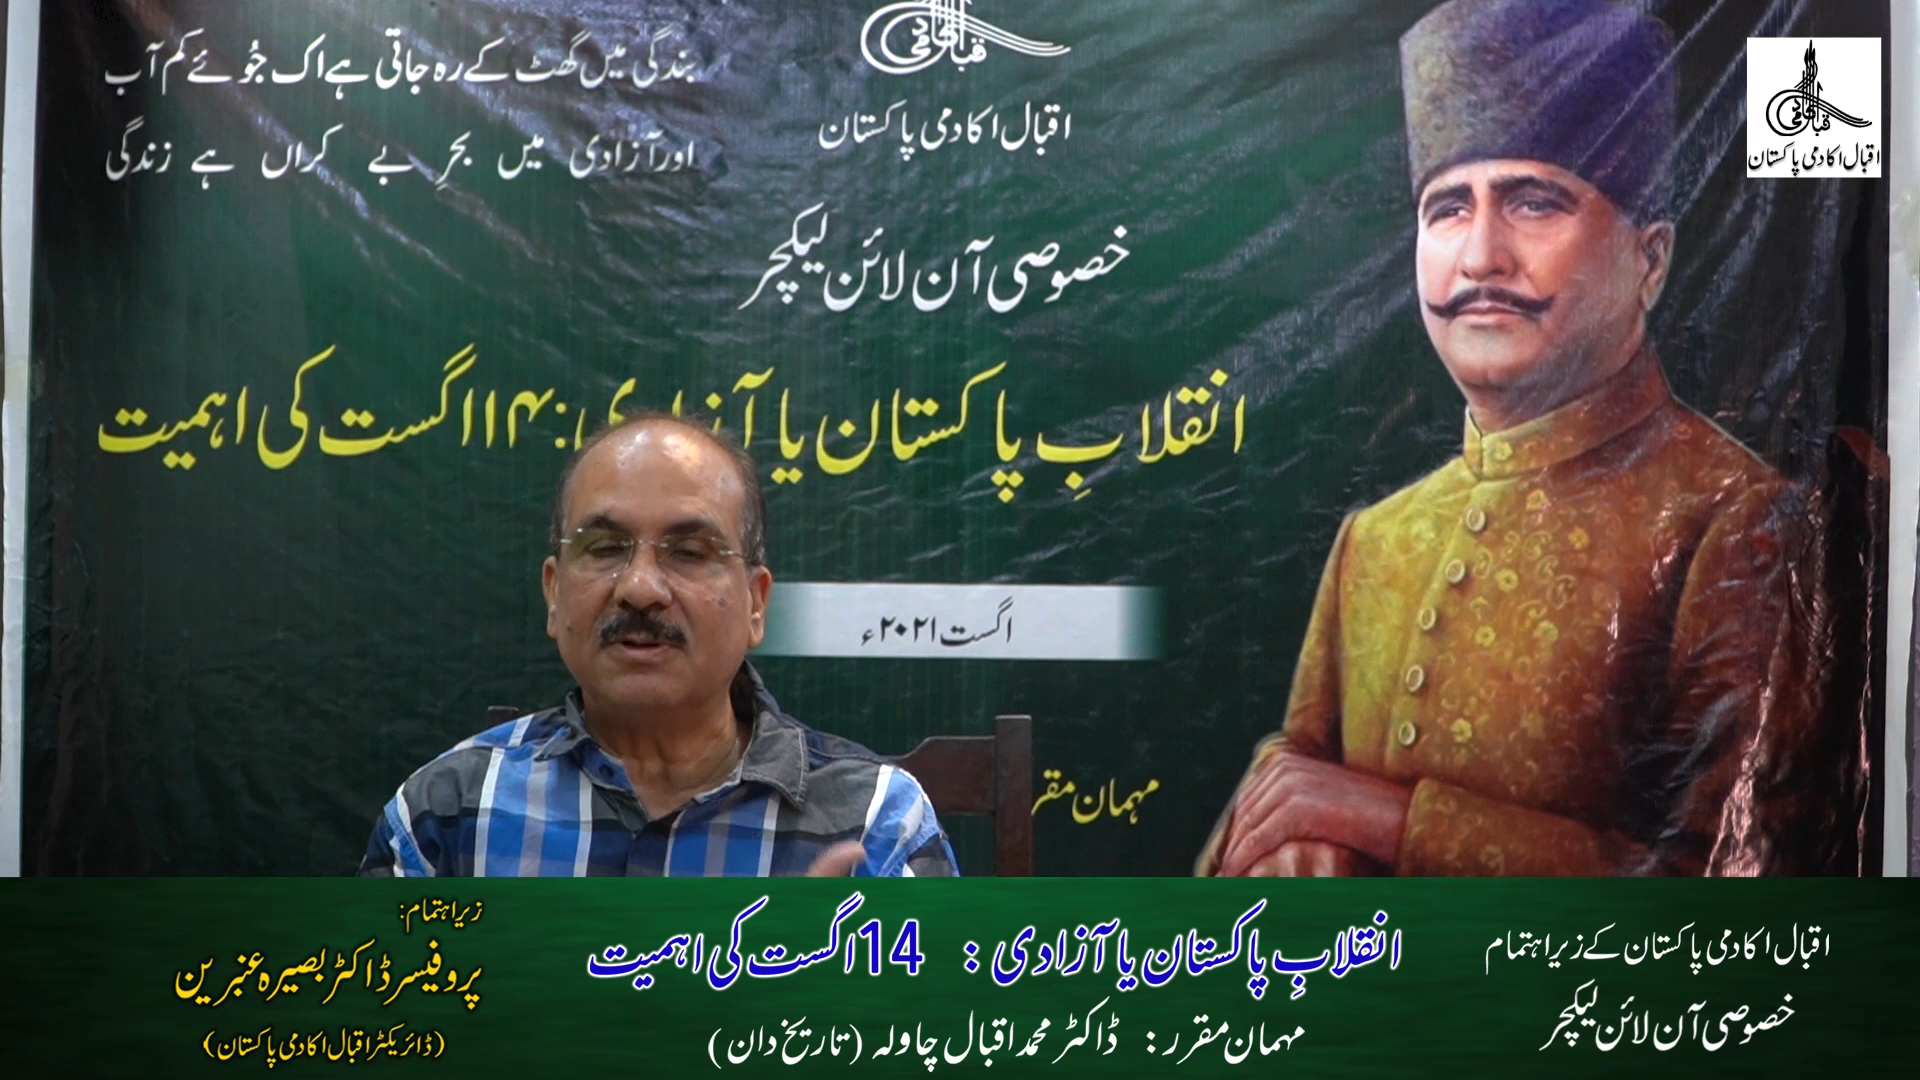 بندگی میں گھٹ کے رہ جاتی ہے اک جُوئے کم آب
اور آزادی میں بحرِ بے کراں ہے زندگی
اقبال اکادمی پاکستان
اقبال اکادمی پاکستان
خصوصی آن لائن لیکچر
انقلابِ پاکستان یا آزادی: ۱۴ اگست کی اہمیت
اگست ۲۰۲۱ء
مہمان مقر
اقبال اکادمی پاکستان کے زیر اہتمام
خصوصی آن لائن لیکچر
انقلابِ پاکستان یا آزادی : 14 اگست کی اہمیت
مہمان مقرر: ڈاکٹر محمد اقبال چاولہ (تاریخ دان)
زیر اہتمام:
پروفیسر ڈاکٹر بصیرہ عنبرین
(ڈائریکٹر اقبال اکادمی پاکستان)